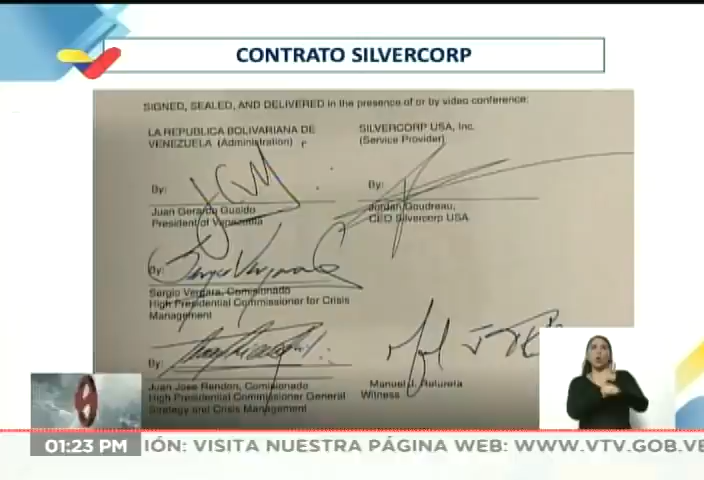 CONTRATO SILVERCORP
SIGNED, SEALED, AND DELIVERED in the presence of or by video conference:
LA REPUBLICA BOLIVARIANA DE
VENEZUELA (Administration)
SILVERCORP USA, Inc.
(Service Provider)
By:
Juan Gerardo Guaido
President of Venezuela
By:
Jordan Goudreau,
CEO Silvercorp USA
By:
Sergio Vergara, Comisionado
High Presidential Commissioner for Crisis
Management
By:
Juan Jose Rendon, Comisionado
High Presidential Commissioner General
Strategy and Crisis Management
Manuel J. Retureta
Witness
01:23 PM
IÓN: VISITA NUESTRA PÁGINA WEB: WWW.VTV.GOB.VE